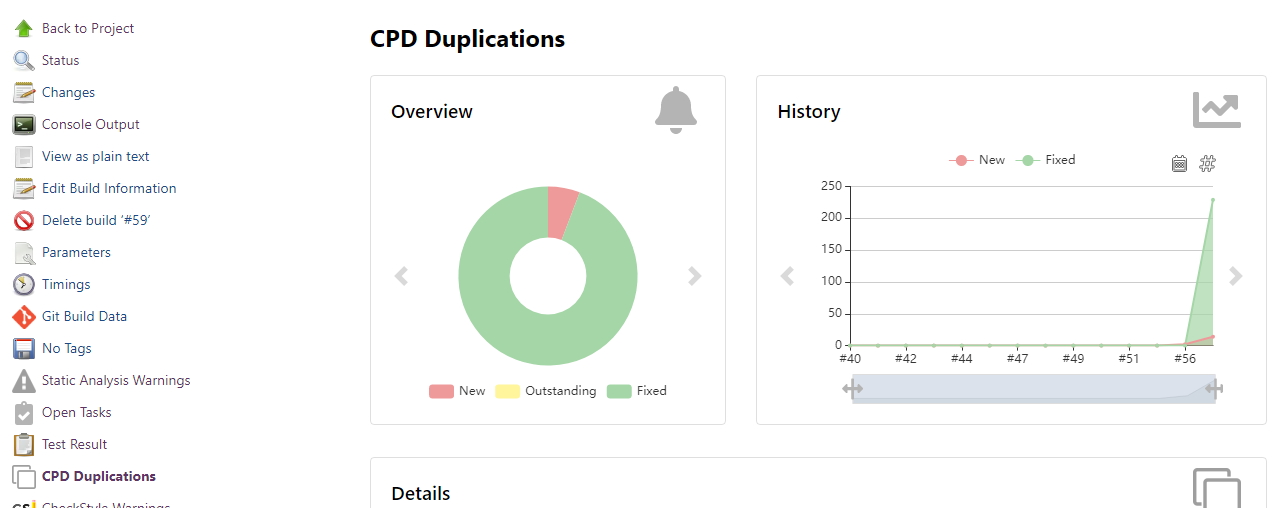 Back to Project
Status
Changes
Console Output
View as plain text
Edit Build Information
Delete build ‘#59’
Parameters
Timings
Git Build Data
No Tags
Static Analysis Warnings
Open Tasks
Test Result
CPD Duplications
CheckStyle Warnings
CPD Duplications
Overview
New Outstanding Fixed
History
New Fixed
250
200
150
100
50
0
#40 #42 #44 #47 #49 #51 #56
Details